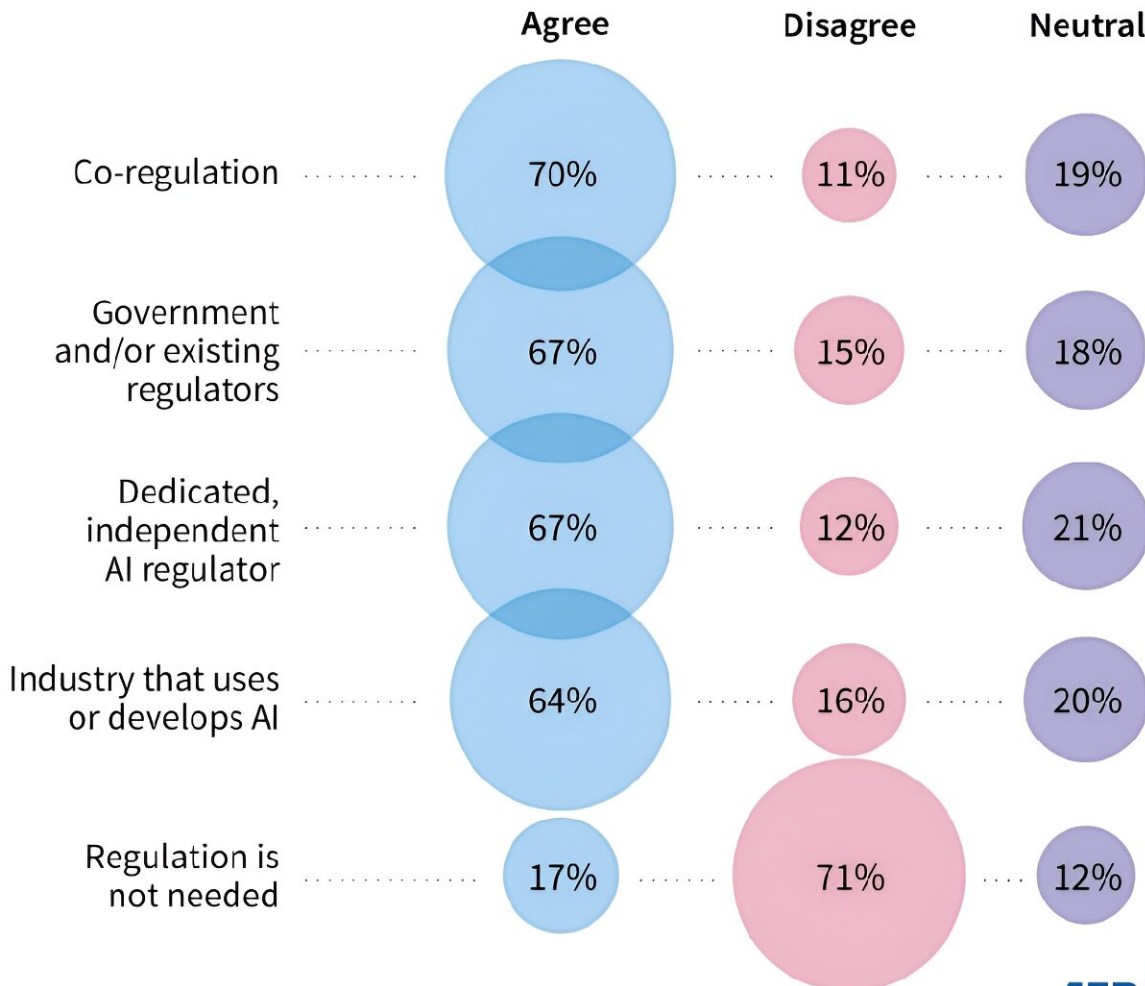 Agree Disagree Neutral
Co-regulation 70% 11% 19%
Government
and/or existing 67% 15% 18%
regulators
Dedicated,
independent 67% 12% 21%
AI regulator
Industry that uses 64% 16% 20%
or develops AI
Regulation is 17% 71% 12%
not needed